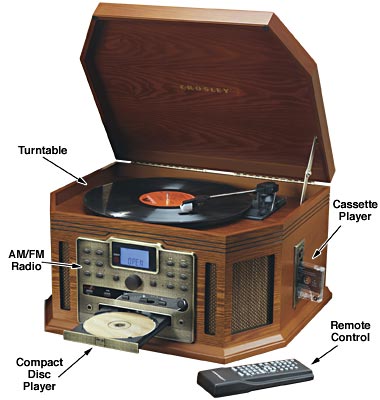 CROSLEY
Turntable
Cassette
Player
AM/FM
Radio
OPEN
Remote
Control
Compact
Disc
Player